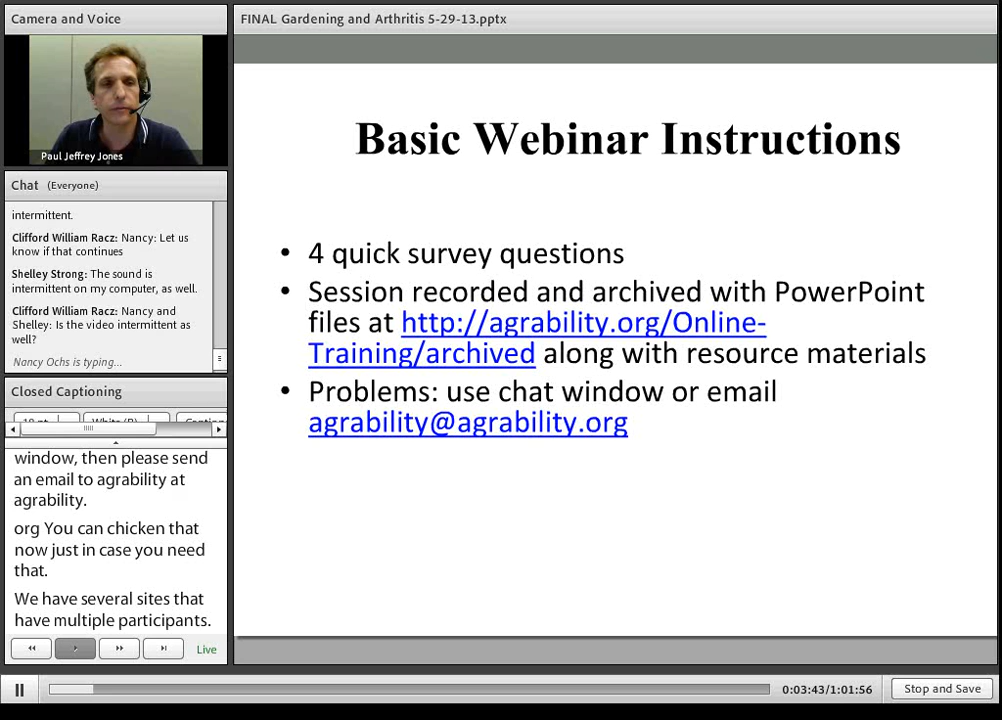 Camera and Voice
Paul Jeffrey Jones
Chat (Everyone)
intermittent.
Clifford William Racz: Nancy: Let us
know if that continues
Shelley Strong: The sound is
intermittent on my computer, as well.
Clifford William Racz: Nancy and
Shelley: Is the video intermittent as
well?
Nancy Ochs is typing...
Closed Captioning
window, then please send
an email to agrability at
agrability.
org You can chicken that
now just in case you need
that.
We have several sites that
have multiple participants.
Live
FINAL Gardening and Arthritis 5-29-13.pptx
Basic Webinar Instructions
• 4 quick survey questions
• Session recorded and archived with PowerPoint
files at http://agrability.org/Online-
Training/archived along with resource materials
• Problems: use chat window or email
agrability@agrability.org
0:03:43/1:01:56
Stop and Save